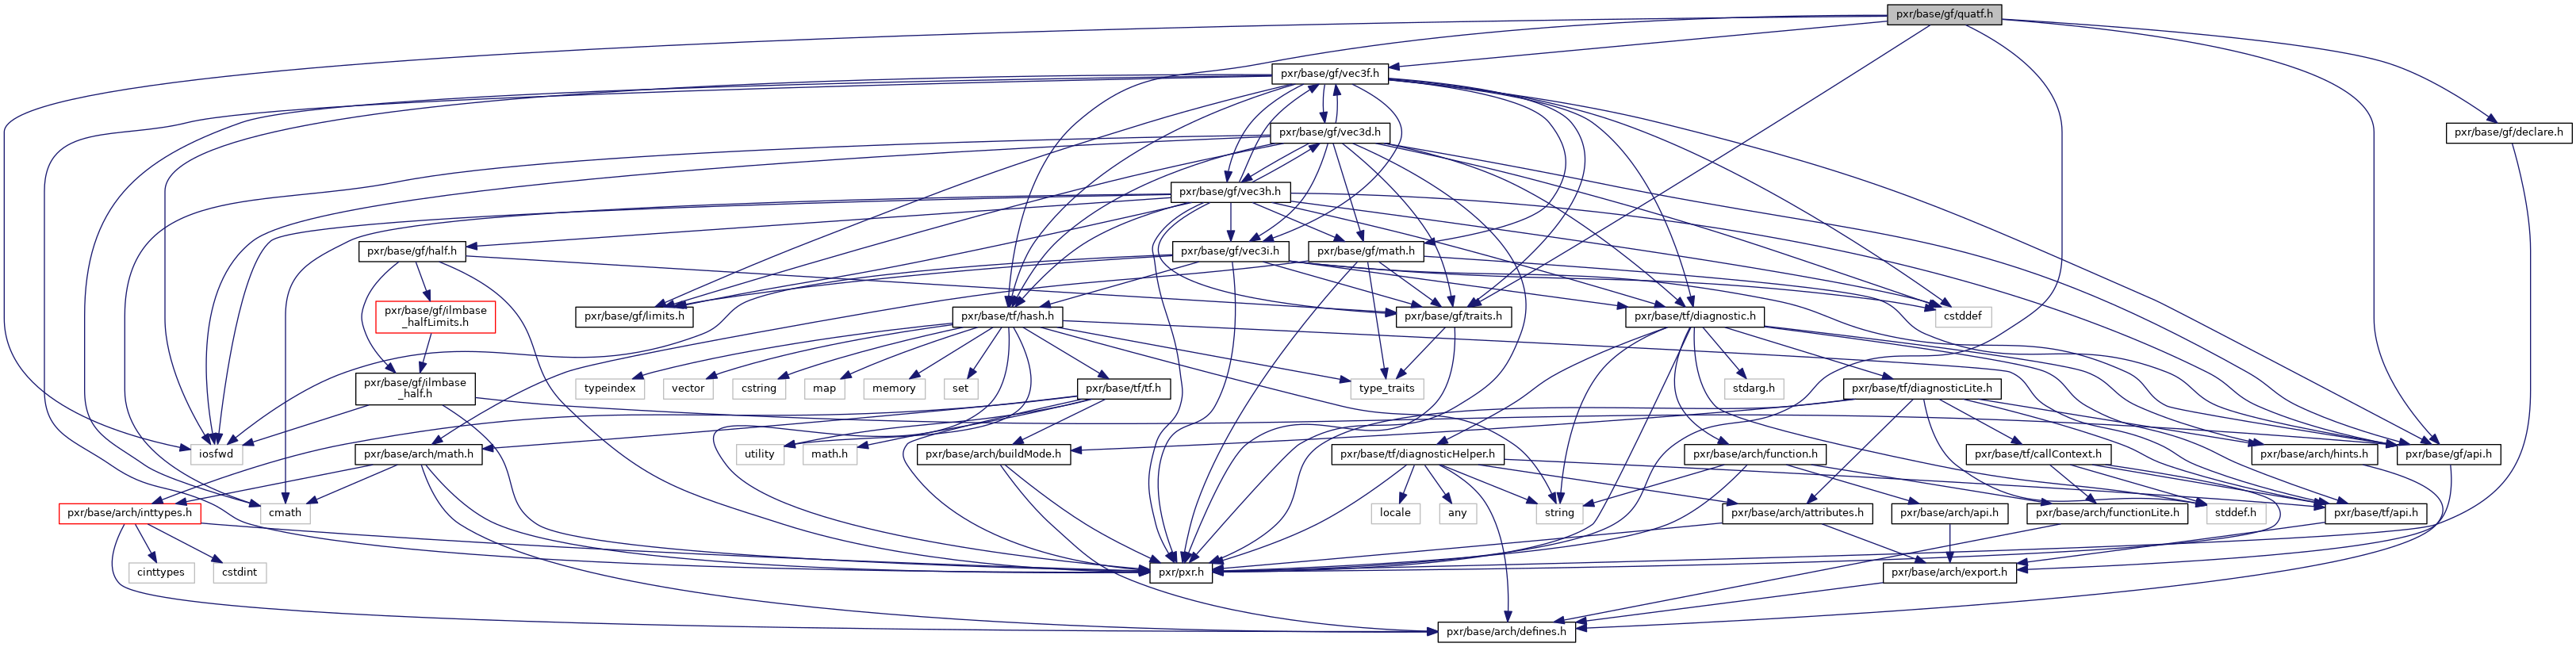 pxr/base/gf/quatf.h
pxr/base/gf/vec3f.h
pxr/base/gf/vec3d.h
pxr/base/gf/declare.h
pxr/base/gf/vec3h.h
pxr/base/gf/half.h
pxr/base/gf/vec3i.h
pxr/base/gf/math.h
pxr/base/gf/ilmbase
_halfLimits.h
pxr/base/gf/limits.h
pxr/base/tf/hash.h
pxr/base/gf/traits.h
pxr/base/tf/diagnostic.h
cstddef
pxr/base/gf/ilmbase
_half.h
typeindex
vector
cstring
map
memory
set
pxr/base/tf/tf.h
type_traits
stdarg.h
pxr/base/tf/diagnosticLite.h
iosfwd
pxr/base/arch/math.h
utility
math.h
pxr/base/arch/buildMode.h
pxr/base/tf/diagnosticHelper.h
pxr/base/arch/function.h
pxr/base/tf/callContext.h
pxr/base/arch/hints.h
pxr/base/gf/api.h
pxr/base/arch/inttypes.h
cmath
locale
any
string
pxr/base/arch/attributes.h
pxr/base/arch/api.h
pxr/base/arch/functionLite.h
stddef.h
pxr/base/tf/api.h
cinttypes
cstdint
pxr/pxr.h
pxr/base/arch/export.h
pxr/base/arch/defines.h